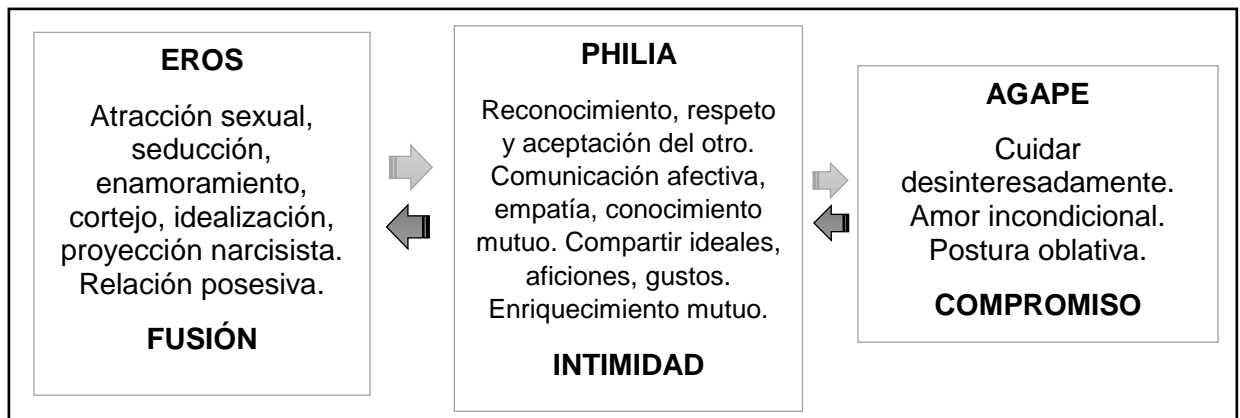 EROS
Atracción sexual,
seducción,
enamoramiento,
cortejo, idealización,
proyección narcisista.
Relación posesiva.
FUSIÓN
PHILIA
Reconocimiento, respeto
y aceptación del otro.
Comunicación afectiva,
empatía, conocimiento
mutuo. Compartir ideales,
aficiones, gustos.
Enriquecimiento mutuo.
INTIMIDAD
AGAPE
Cuidar
desinteresadamente.
Amor incondicional.
Postura oblativa.
COMPROMISO